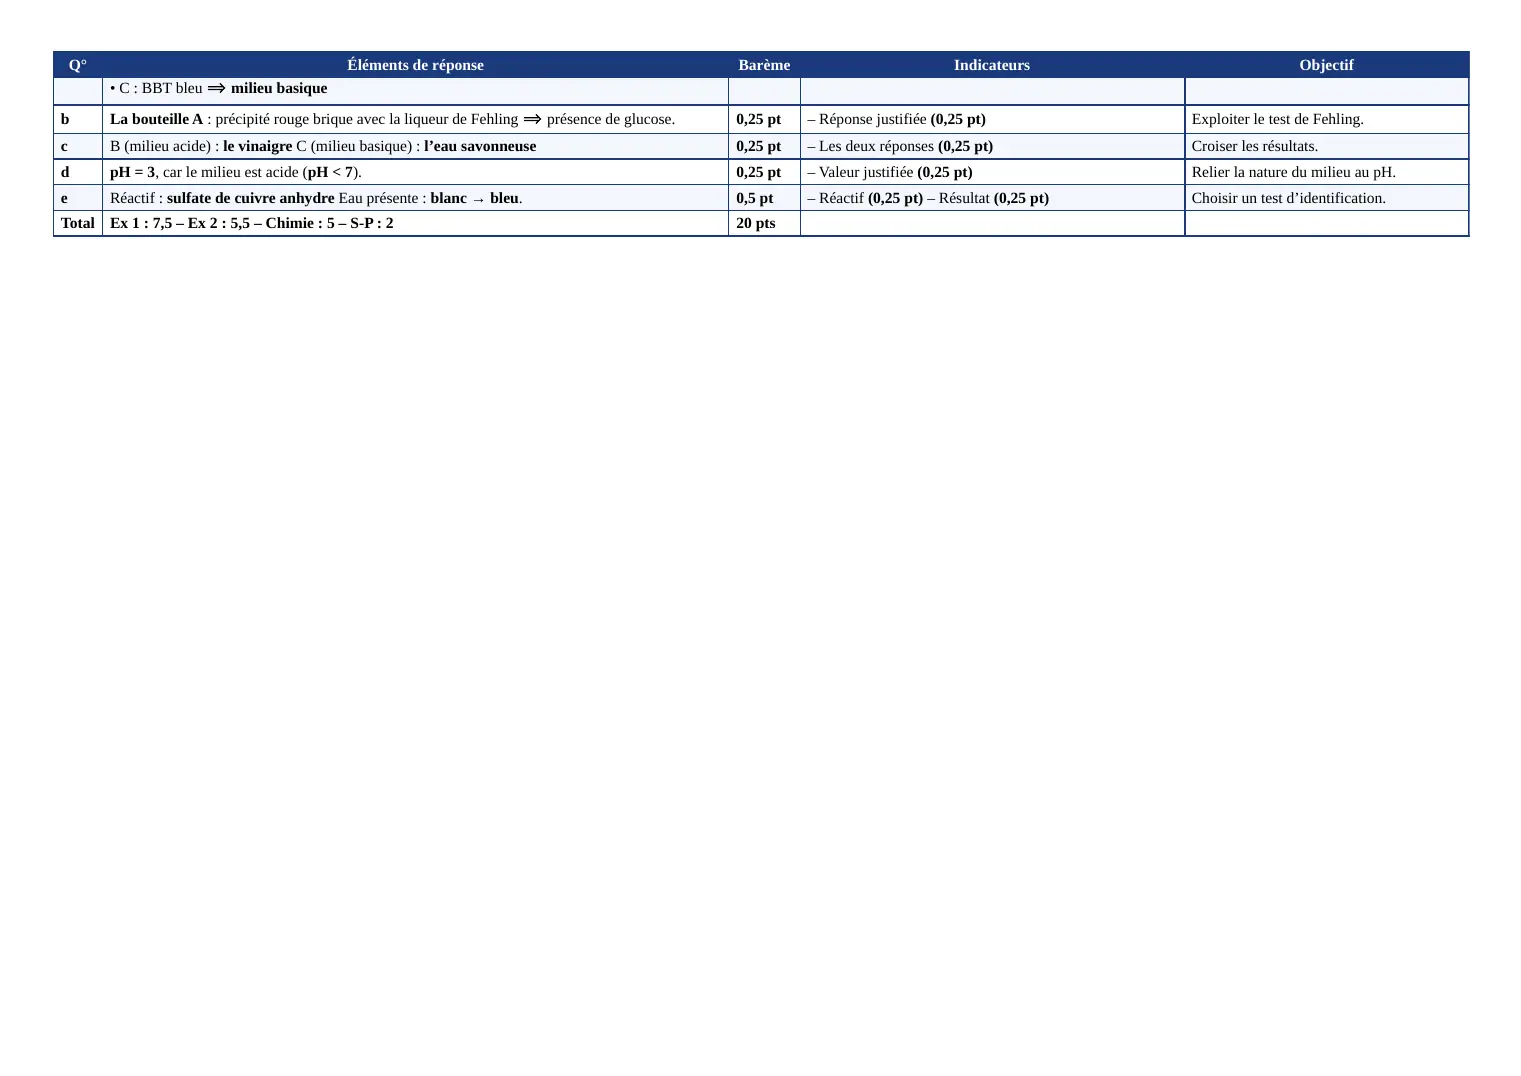 Q° Éléments de réponse Barème Indicateurs Objectif
• C : BBT bleu ⟹ milieu basique
b La bouteille A : précipité rouge brique avec la liqueur de Fehling ⟹ présence de glucose. 0,25 pt – Réponse justifiée (0,25 pt) Exploiter le test de Fehling.
c B (milieu acide) : le vinaigre C (milieu basique) : l’eau savonneuse 0,25 pt – Les deux réponses (0,25 pt) Croiser les résultats.
d pH = 3, car le milieu est acide (pH < 7). 0,25 pt – Valeur justifiée (0,25 pt) Relier la nature du milieu au pH.
e Réactif : sulfate de cuivre anhydre Eau présente : blanc → bleu. 0,5 pt – Réactif (0,25 pt) – Résultat (0,25 pt) Choisir un test d’identification.
Total Ex 1 : 7,5 – Ex 2 : 5,5 – Chimie : 5 – S-P : 2 20 pts